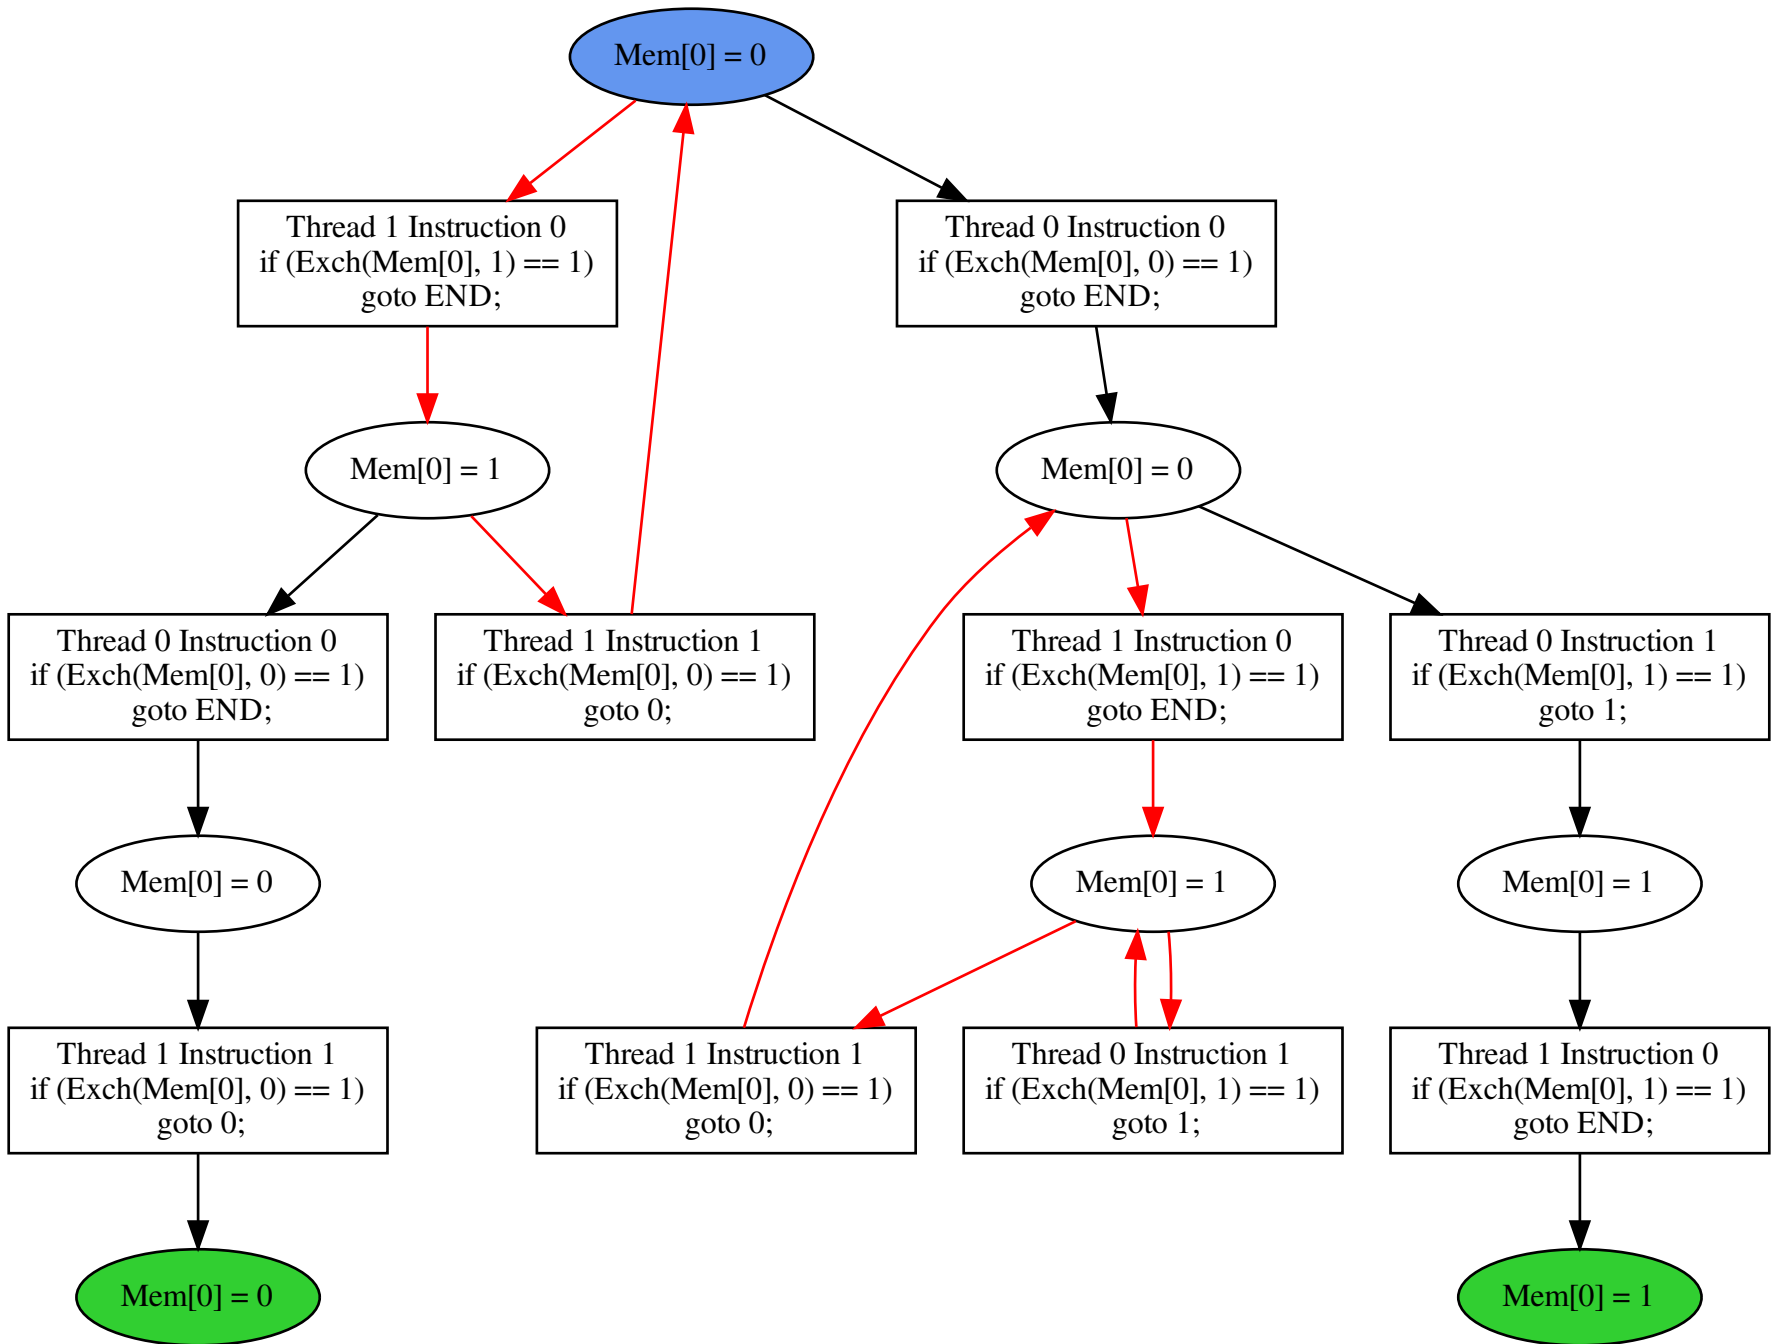 Mem[0] = 0
Thread 1 Instruction 0
if (Exch(Mem[0], 1) == 1)
goto END;
Thread 0 Instruction 0
if (Exch(Mem[0], 0) == 1)
goto END;
Mem[0] = 1
Mem[0] = 0
Thread 0 Instruction 0
if (Exch(Mem[0], 0) == 1)
goto END;
Thread 1 Instruction 1
if (Exch(Mem[0], 0) == 1)
goto 0;
Thread 1 Instruction 0
if (Exch(Mem[0], 1) == 1)
goto END;
Thread 0 Instruction 1
if (Exch(Mem[0], 1) == 1)
goto 1;
Mem[0] = 0
Mem[0] = 1
Mem[0] = 1
Thread 1 Instruction 1
if (Exch(Mem[0], 0) == 1)
goto 0;
Thread 1 Instruction 1
if (Exch(Mem[0], 0) == 1)
goto 0;
Thread 0 Instruction 1
if (Exch(Mem[0], 1) == 1)
goto 1;
Thread 1 Instruction 0
if (Exch(Mem[0], 1) == 1)
goto END;
Mem[0] = 0
Mem[0] = 1